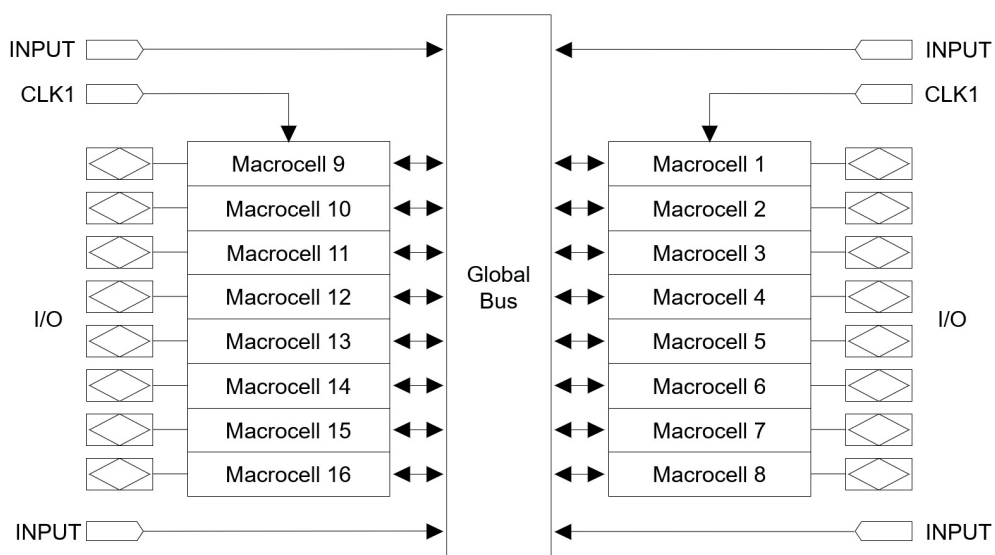 INPUT
INPUT
CLK1
CLK1
Macrocell 9
Macrocell 1
Macrocell 10
Macrocell 2
Macrocell 11
Macrocell 3
Global
Bus
Macrocell 12
Macrocell 4
I/O
I/O
Macrocell 13
Macrocell 5
Macrocell 14
Macrocell 6
Macrocell 15
Macrocell 7
Macrocell 16
Macrocell 8
INPUT
INPUT